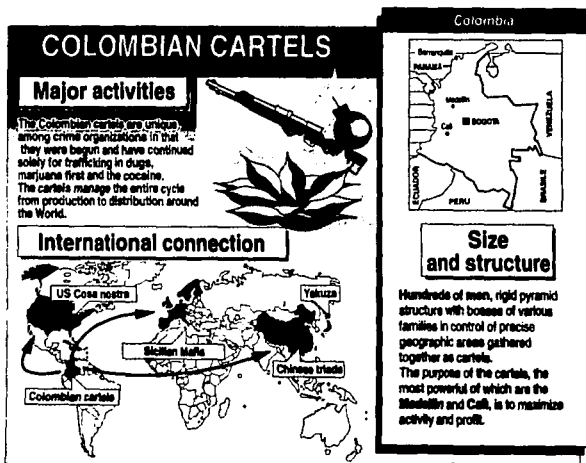 COLOMBIAN CARTELS
Major activities
The Colombian cartels are unique
among crime organizations in that
they were begun and have continued
solely for trafficking in dugs,
marjuana first and the cocaine.
The cartels manage the entire cycle
from production to distribution around
the World.
International connection
US Cosa nostra
Yakuza
Sicilian Mafia
Chinese triads
Colombian cartels
Colombia
Barranquilla
PANAMA
Medellin
BOGOTA
Cali
VENEZUELA
ECUADOR
PERU
BRASILE
Size
and structure
Hundreds of men, rigid pyramid
structure with bosses of various
families in control of precise
geographic areas gathered
together as cartels.
The purpose of the cartels, the
most powerful of which are the
Medellin and Cali, is to maximize
activity and profit.